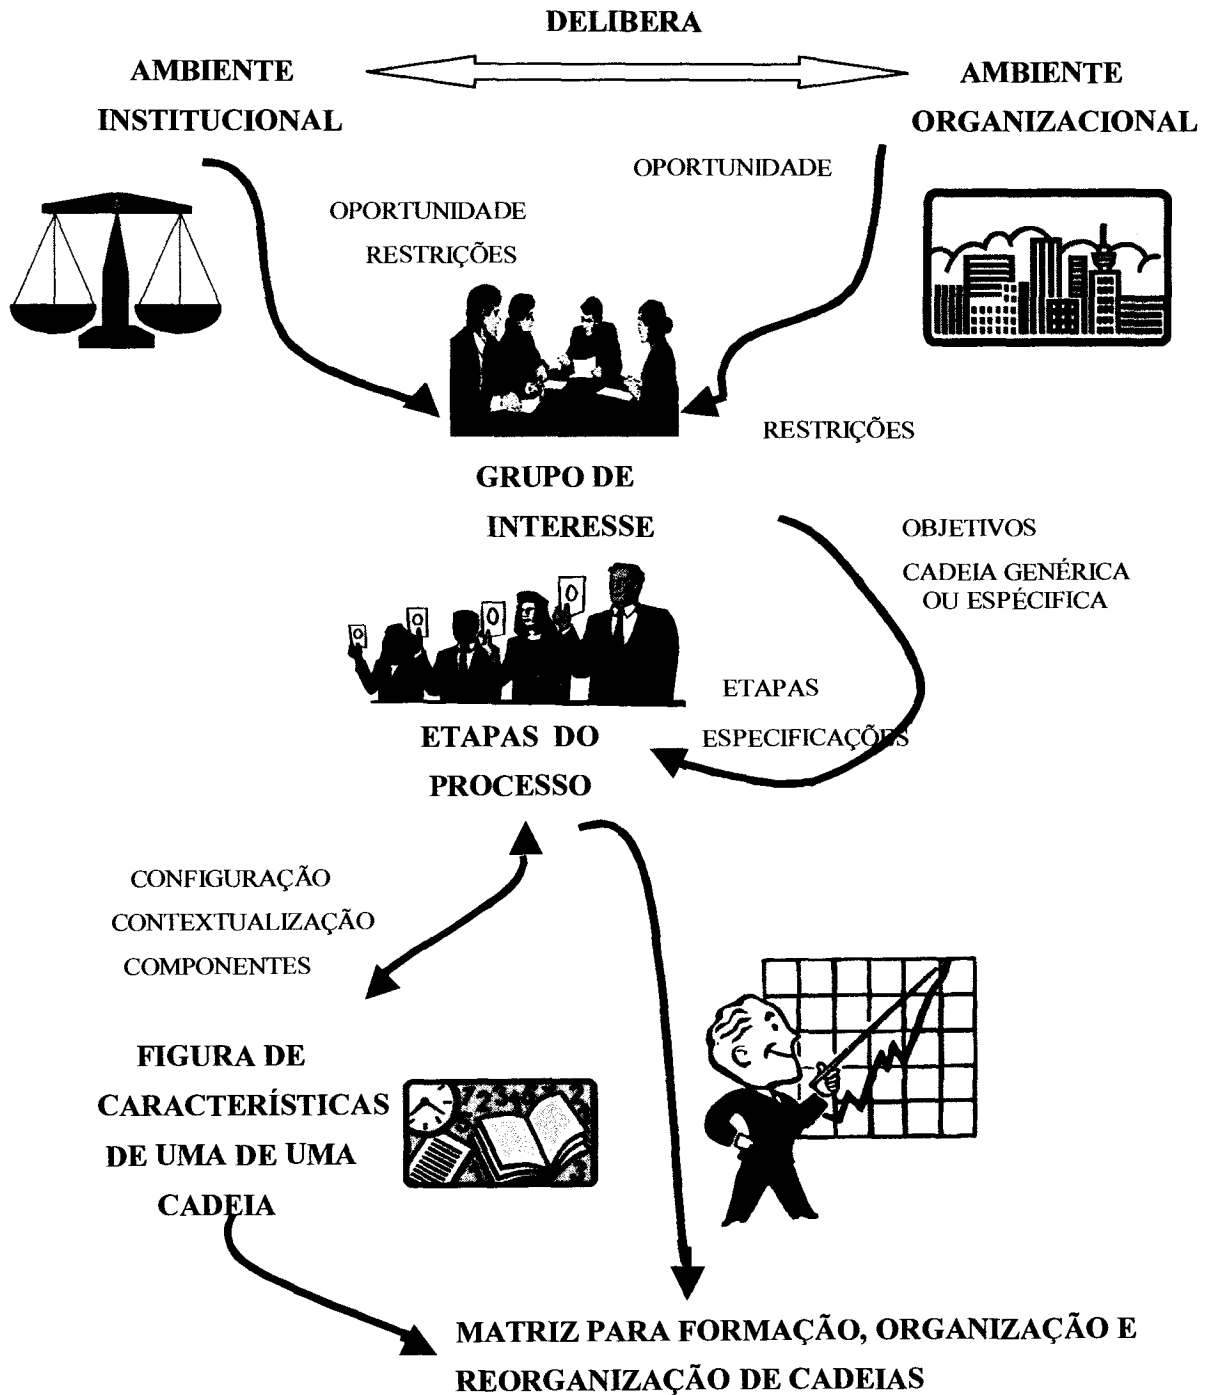 DELIBERA
AMBIENTE
INSTITUCIONAL
AMBIENTE
ORGANIZACIONAL
OPORTUNIDADE
RESTRIÇÕES
OPORTUNIDADE
RESTRIÇÕES
GRUPO DE
INTERESSE
OBJETIVOS
CADEIA GENÉRICA
OU ESPÉCIFICA
ETAPAS
ESPECIFICAÇÕES
ETAPAS DO
PROCESSO
CONFIGURAÇÃO
CONTEXTUALIZAÇÃO
COMPONENTES
FIGURA DE
CARACTERÍSTICAS
DE UMA DE UMA
CADEIA
MATRIZ PARA FORMAÇÃO, ORGANIZAÇÃO E
REORGANIZAÇÃO DE CADEIAS